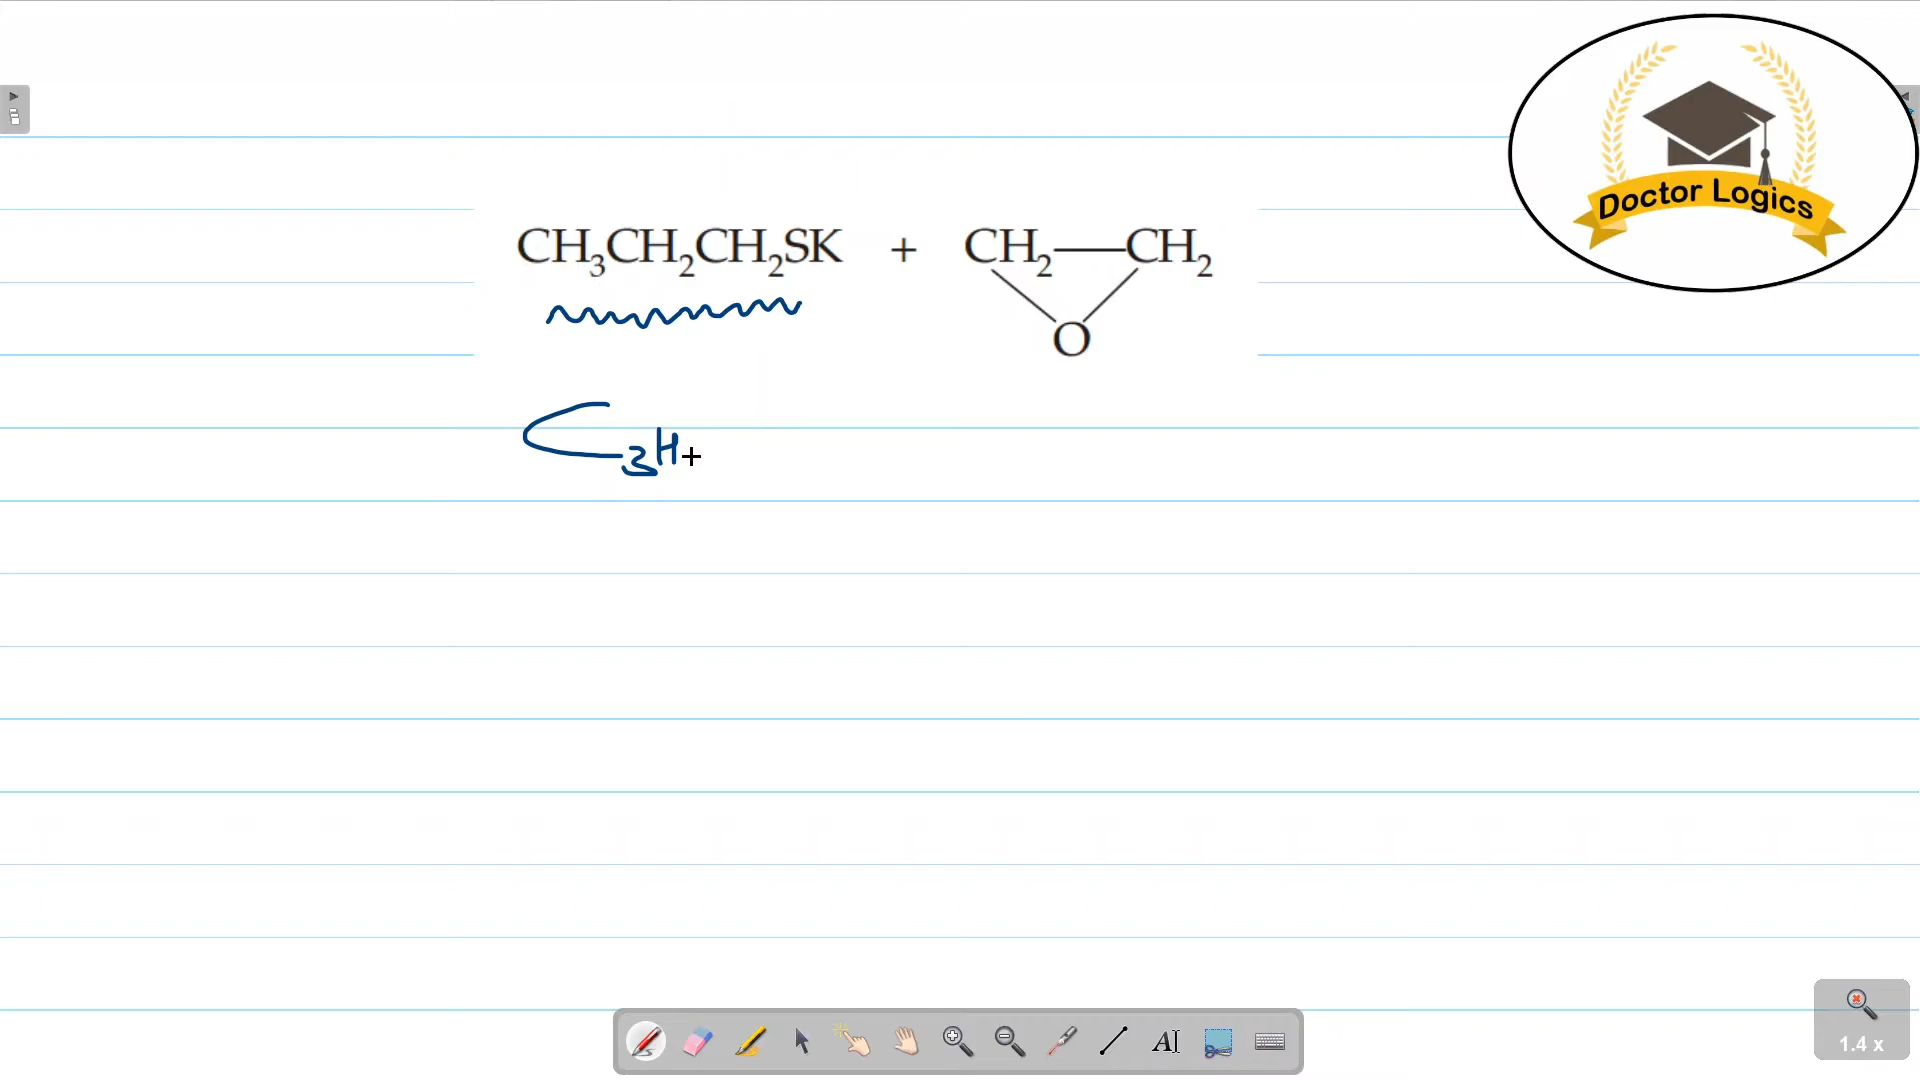 Doctor Logics
CH₃CH₂CH₂SK + CH₂—CH₂
O
C₃H
1.4 x